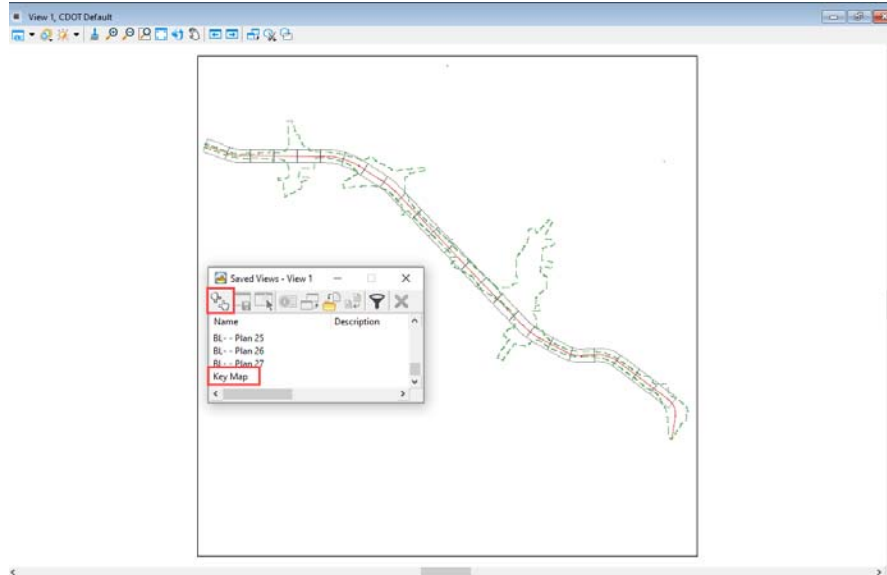 View 1, CDOT Default
Saved Views - View 1
Name Description
BL- - Plan 25
BL- - Plan 26
BL- - Plan 27
Key Map